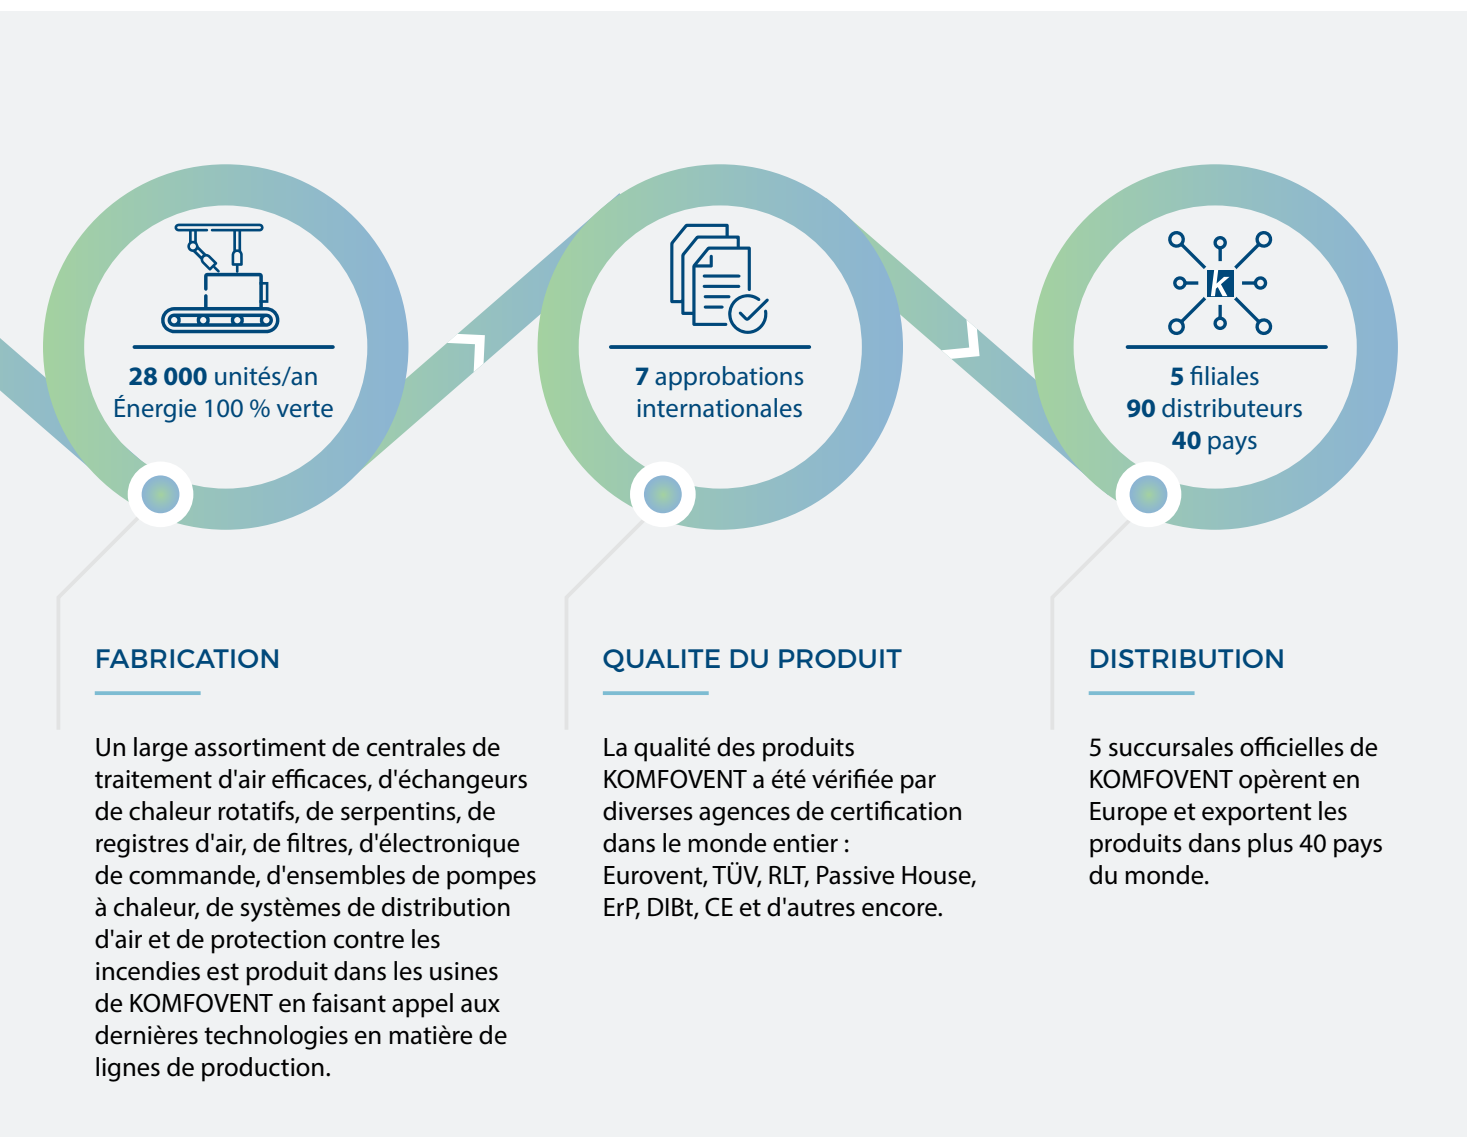 28 000 unités/an
Énergie 100 % verte
7 approbations
internationales
K
5 filiales
90 distributeurs
40 pays
FABRICATION
Un large assortiment de centrales de
traitement d'air efficaces, d'échangeurs
de chaleur rotatifs, de serpentins, de
registres d'air, de filtres, d'électronique
de commande, d'ensembles de pompes
à chaleur, de systèmes de distribution
d'air et de protection contre les
incendies est produit dans les usines
de KOMFOVENT en faisant appel aux
dernières technologies en matière de
lignes de production.
QUALITE DU PRODUIT
La qualité des produits
KOMFOVENT a été vérifiée par
diverses agences de certification
dans le monde entier :
Eurovent, TÜV, RLT, Passive House,
ErP, DIBt, CE et d'autres encore.
DISTRIBUTION
5 succursales officielles de
KOMFOVENT opèrent en
Europe et exportent les
produits dans plus 40 pays
du monde.